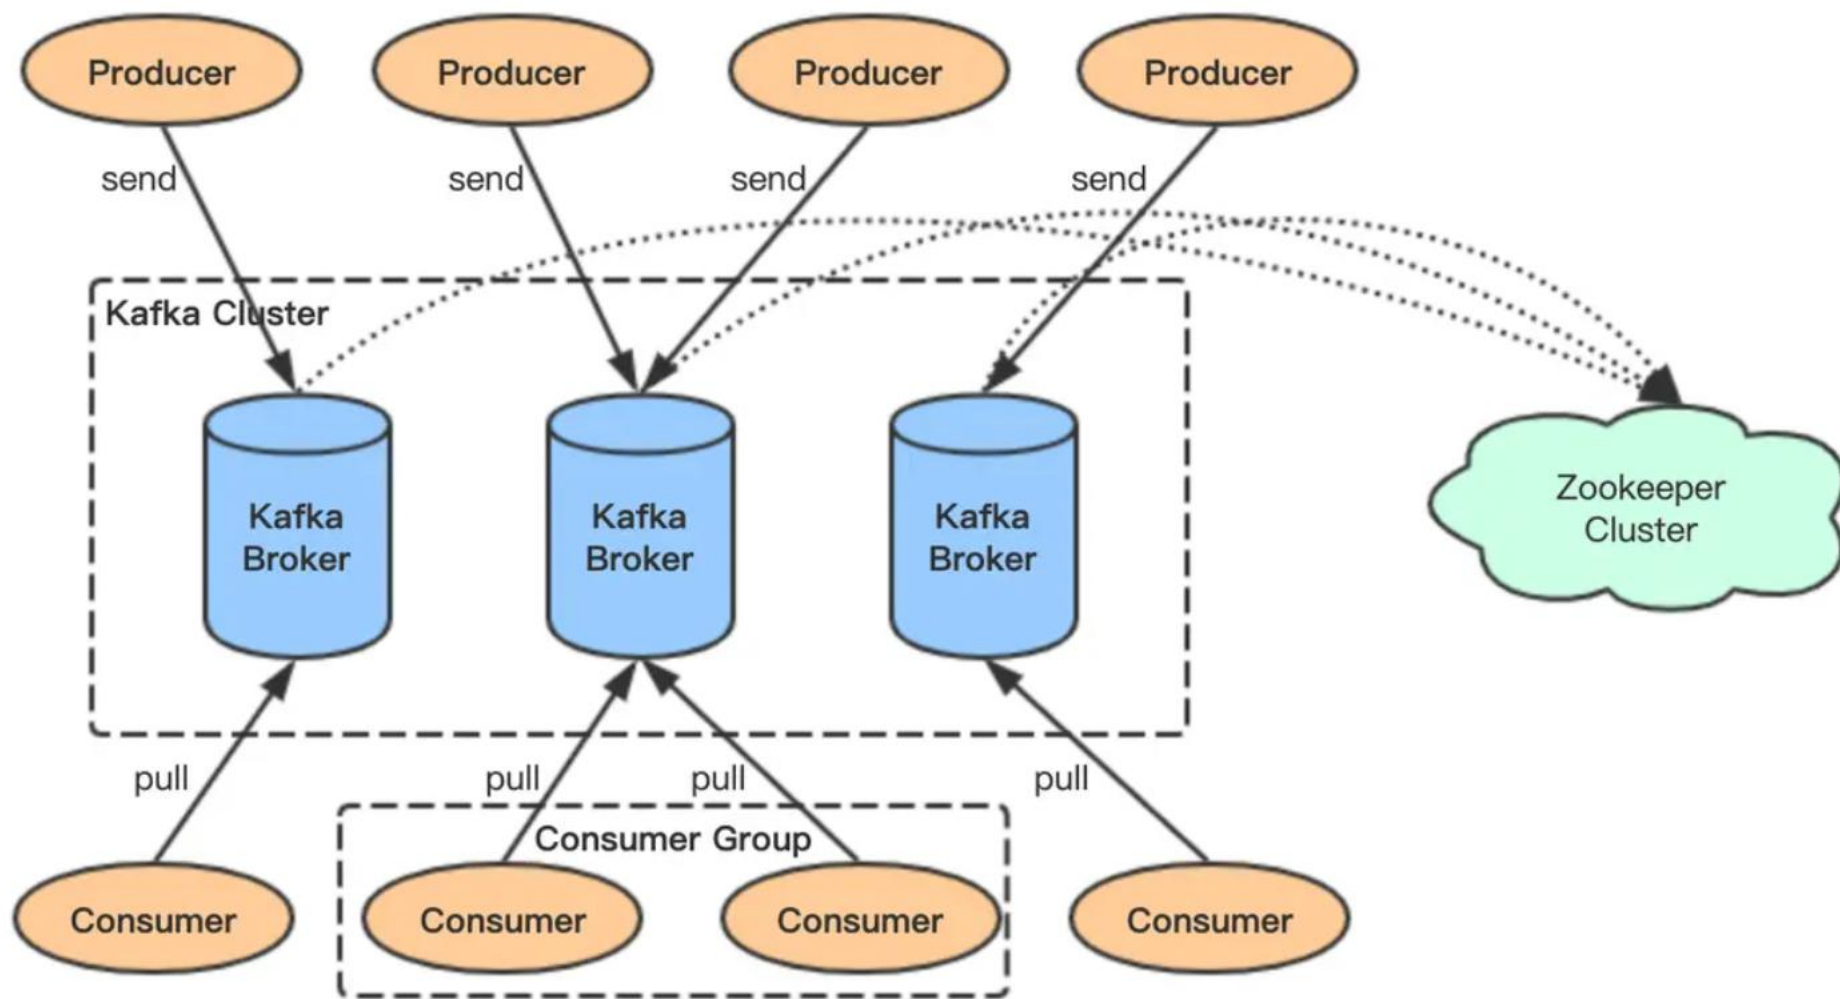 Producer
Producer
Producer
Producer
send
send
send
send
Kafka Cluster
Kafka
Broker
Kafka
Broker
Kafka
Broker
Zookeeper
Cluster
pull
pull
pull
pull
Consumer Group
Consumer
Consumer
Consumer
Consumer